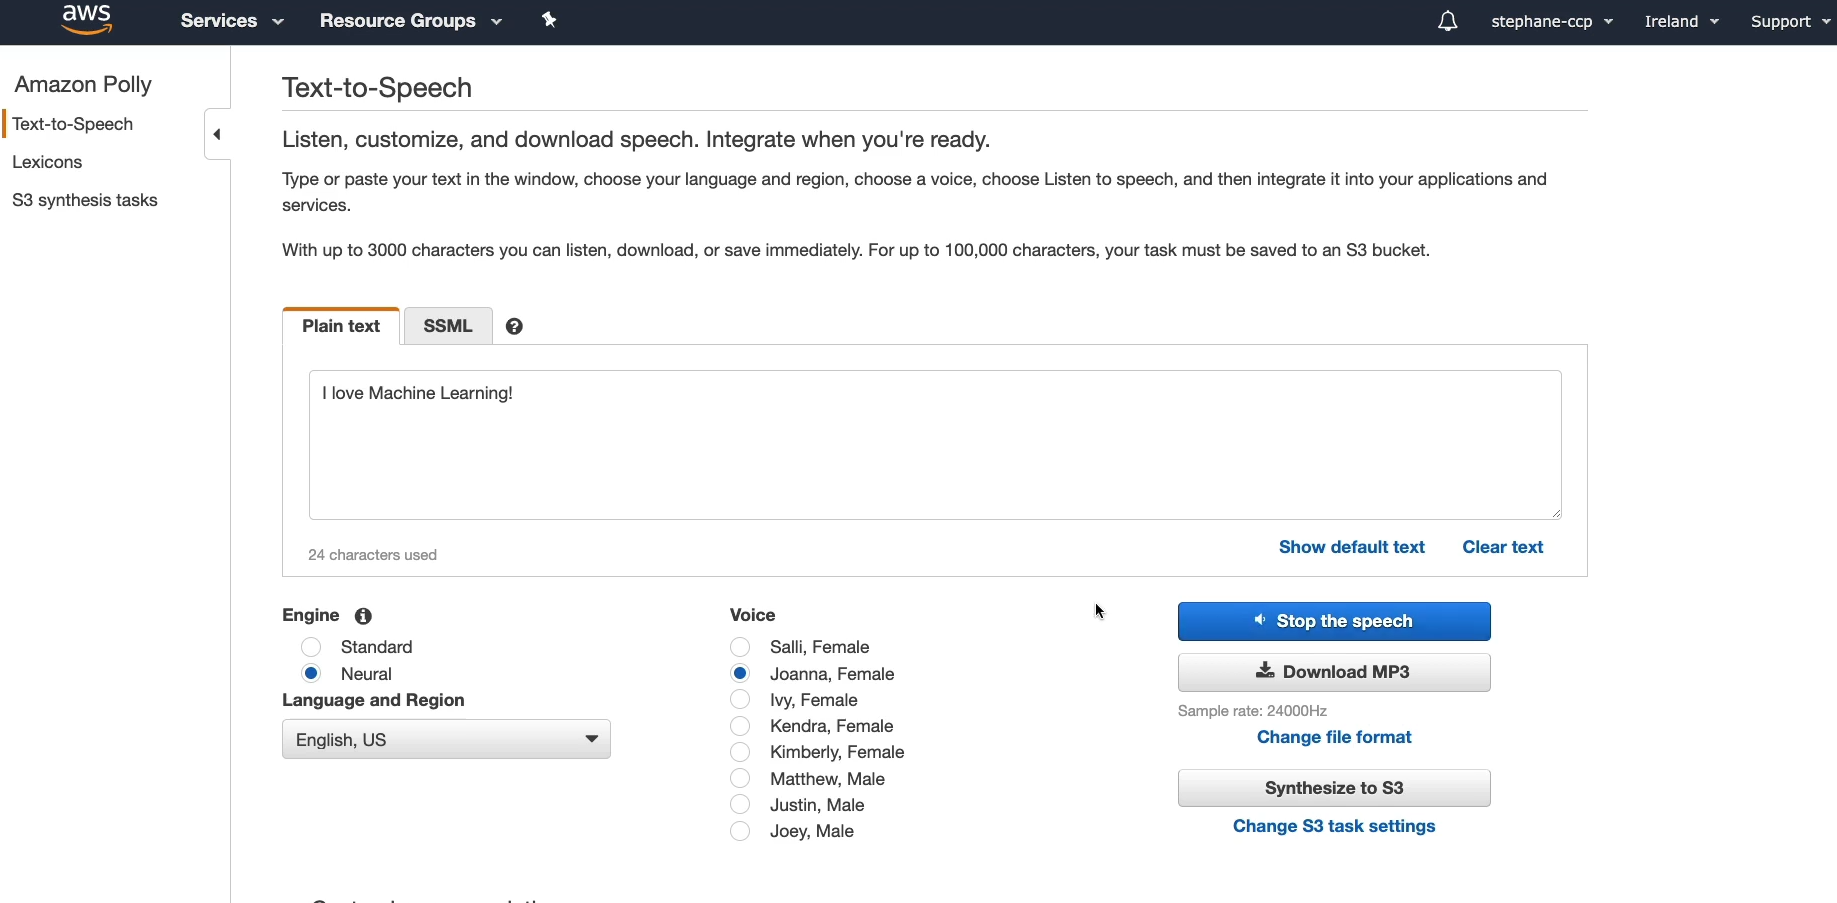 aws
Services
Resource Groups
stephane-ccp
Ireland
Support
Amazon Polly
Text-to-Speech
Lexicons
S3 synthesis tasks
Text-to-Speech
Listen, customize, and download speech. Integrate when you're ready.
Type or paste your text in the window, choose your language and region, choose a voice, choose Listen to speech, and then integrate it into your applications and
services.
With up to 3000 characters you can listen, download, or save immediately. For up to 100,000 characters, your task must be saved to an S3 bucket.
Plain text
SSML
I love Machine Learning!
24 characters used
Show default text
Clear text
Engine
Standard
Neural
Language and Region
English, US
Voice
Salli, Female
Joanna, Female
Ivy, Female
Kendra, Female
Kimberly, Female
Matthew, Male
Justin, Male
Joey, Male
Stop the speech
Download MP3
Sample rate: 24000Hz
Change file format
Synthesize to S3
Change S3 task settings